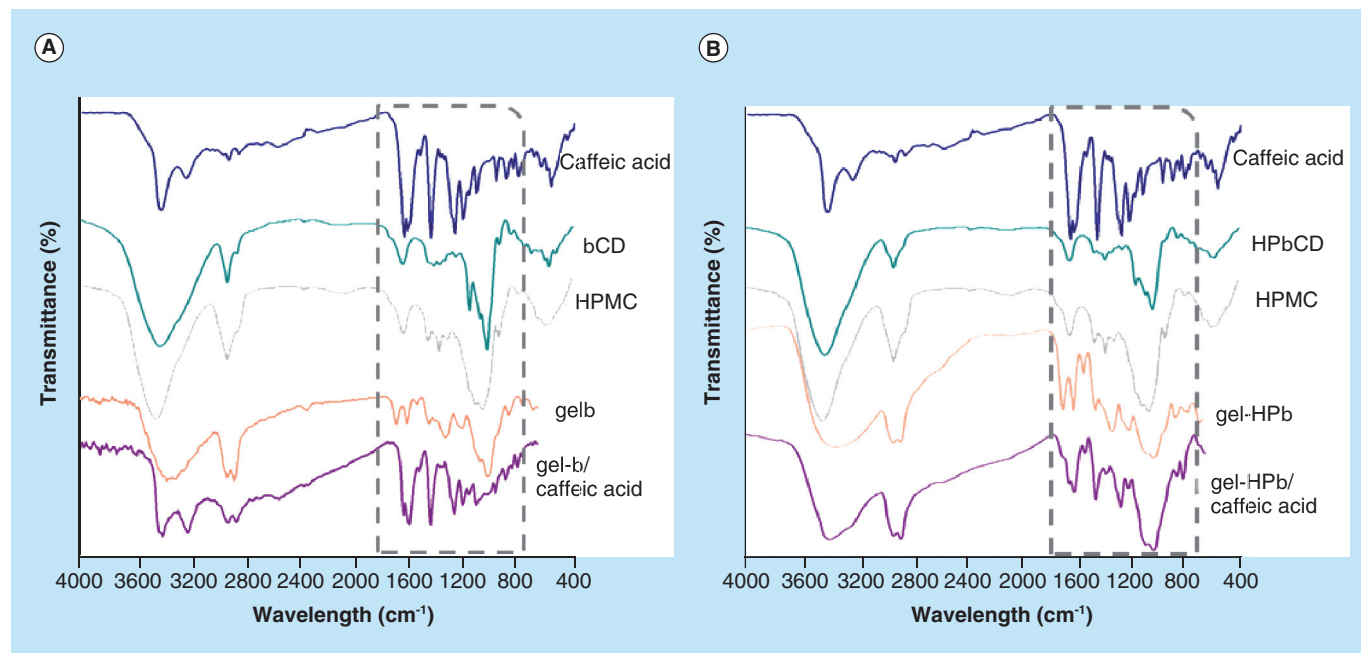 A
Transmittance (%)
Caffeic acid
bCD
HPMC
gelb
gel-b/
caffeic acid
4000 3600 3200 2800 2400 2000 1600 1200 800 400
Wavelength (cm-1)
B
Transmittance (%)
Caffeic acid
HPbCD
HPMC
gel-HPb
gel-HPb/
caffeic acid
4000 3600 3200 2800 2400 2000 1600 1200 800 400
Wavelength (cm-1)